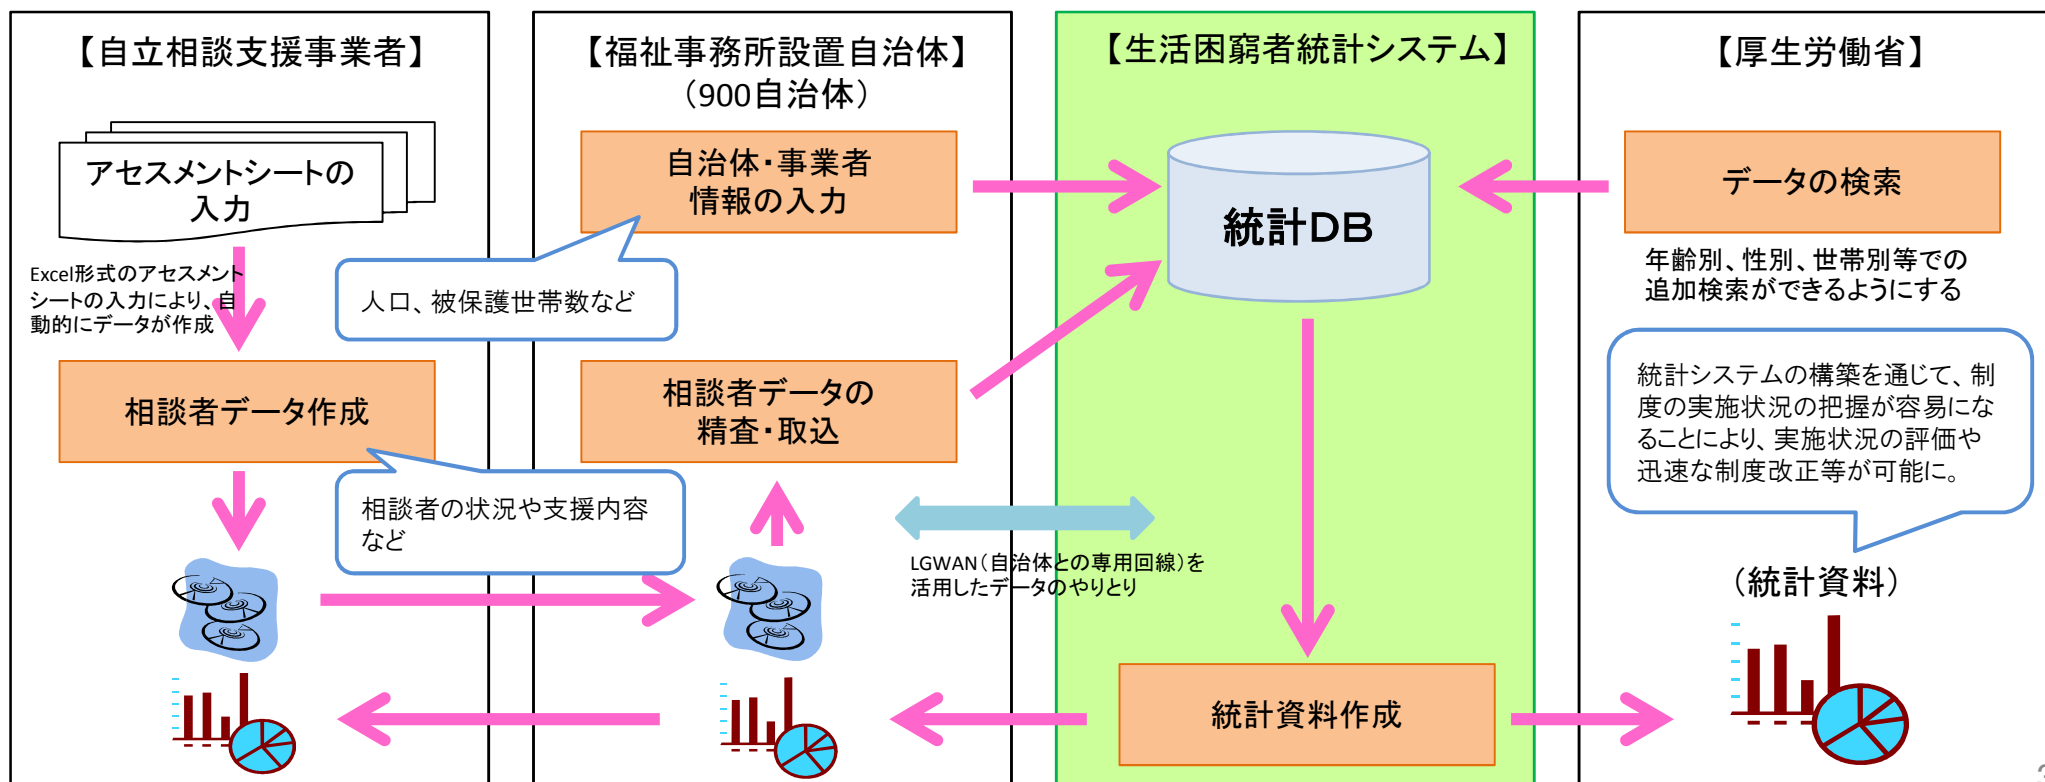 【自立相談支援事業者】
アセスメントシートの
入力
Excel形式のアセスメント
シートの入力により、自
動的にデータが作成
相談者データ作成
相談者の状況や支援内容
など
【福祉事務所設置自治体】
（900自治体）
自治体・事業者
情報の入力
人口、被保護世帯数など
相談者データの
精査・取込
LGWAN（自治体との専用回線）を
活用したデータのやりとり
【生活困窮者統計システム】
統計DB
統計資料作成
【厚生労働省】
データの検索
年齢別、性別、世帯別等での
追加検索ができるようにする
統計システムの構築を通じて、制
度の実施状況の把握が容易にな
ることにより、実施状況の評価や
迅速な制度改正等が可能に。
（統計資料）